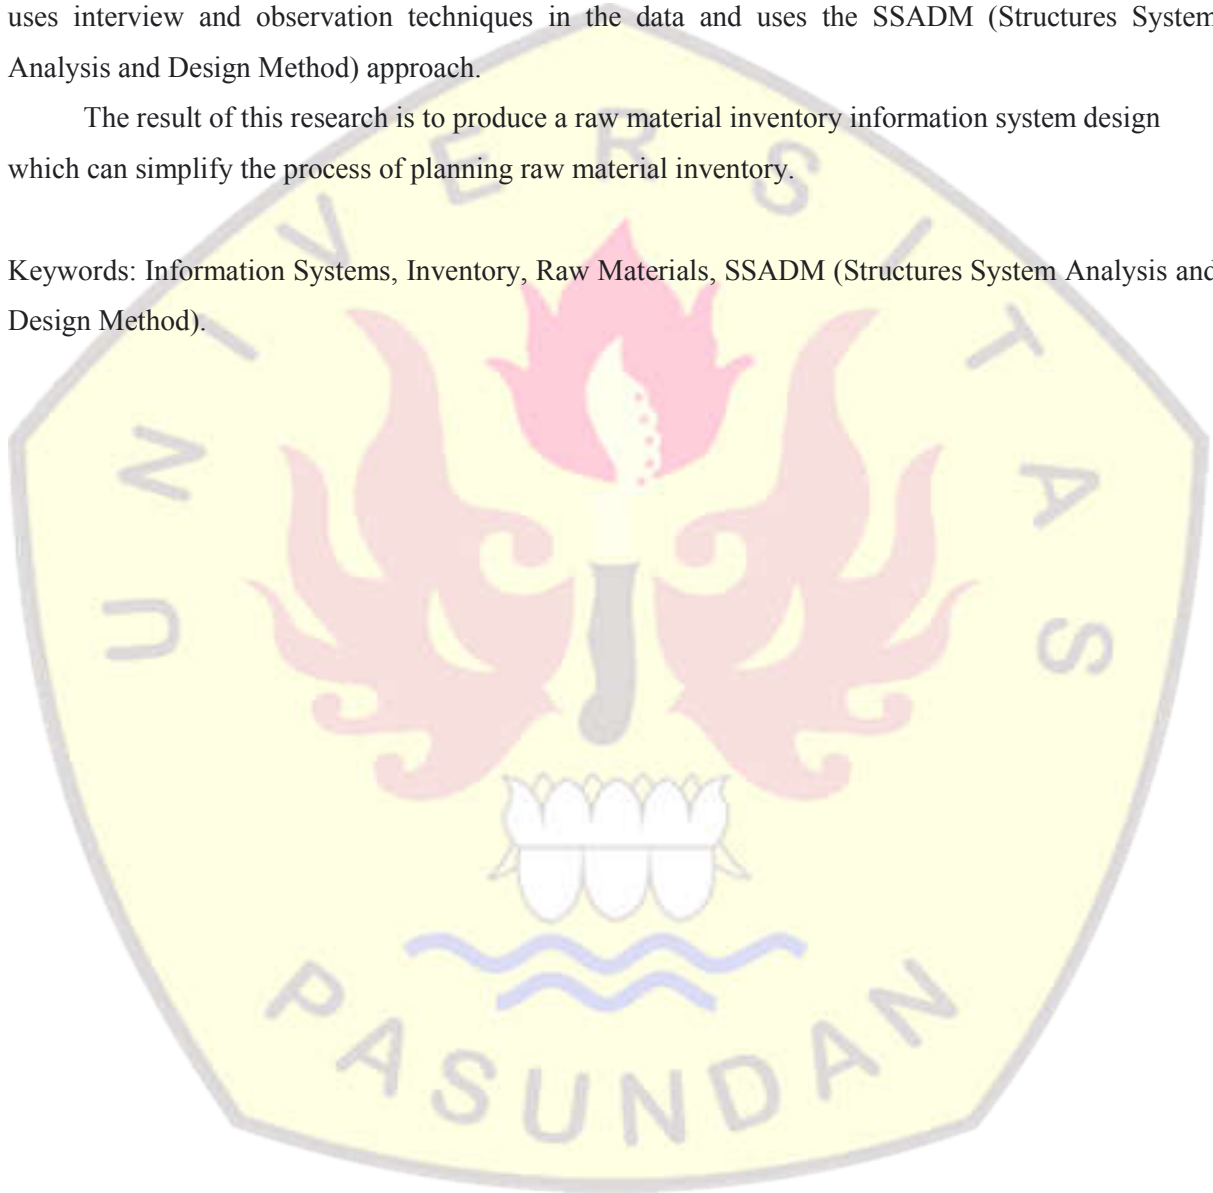 uses interview and observation techniques in the data and uses the SSADM (Structures System
Analysis and Design Method) approach.
The result of this research is to produce a raw material inventory information system design
which can simplify the process of planning raw material inventory.
Keywords: Information Systems, Inventory, Raw Materials, SSADM (Structures System Analysis and
Design Method).
UNIVERSITAS
PASUNDAN